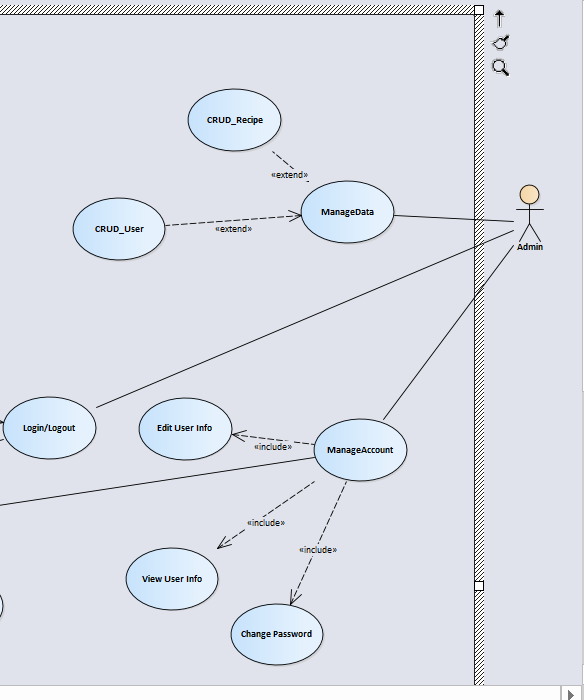 CRUD_Recipe
«extend»
ManageData
CRUD_User
«extend»
Admin
Login/Logout
Edit User Info
«include»
ManageAccount
«include»
«include»
View User Info
Change Password